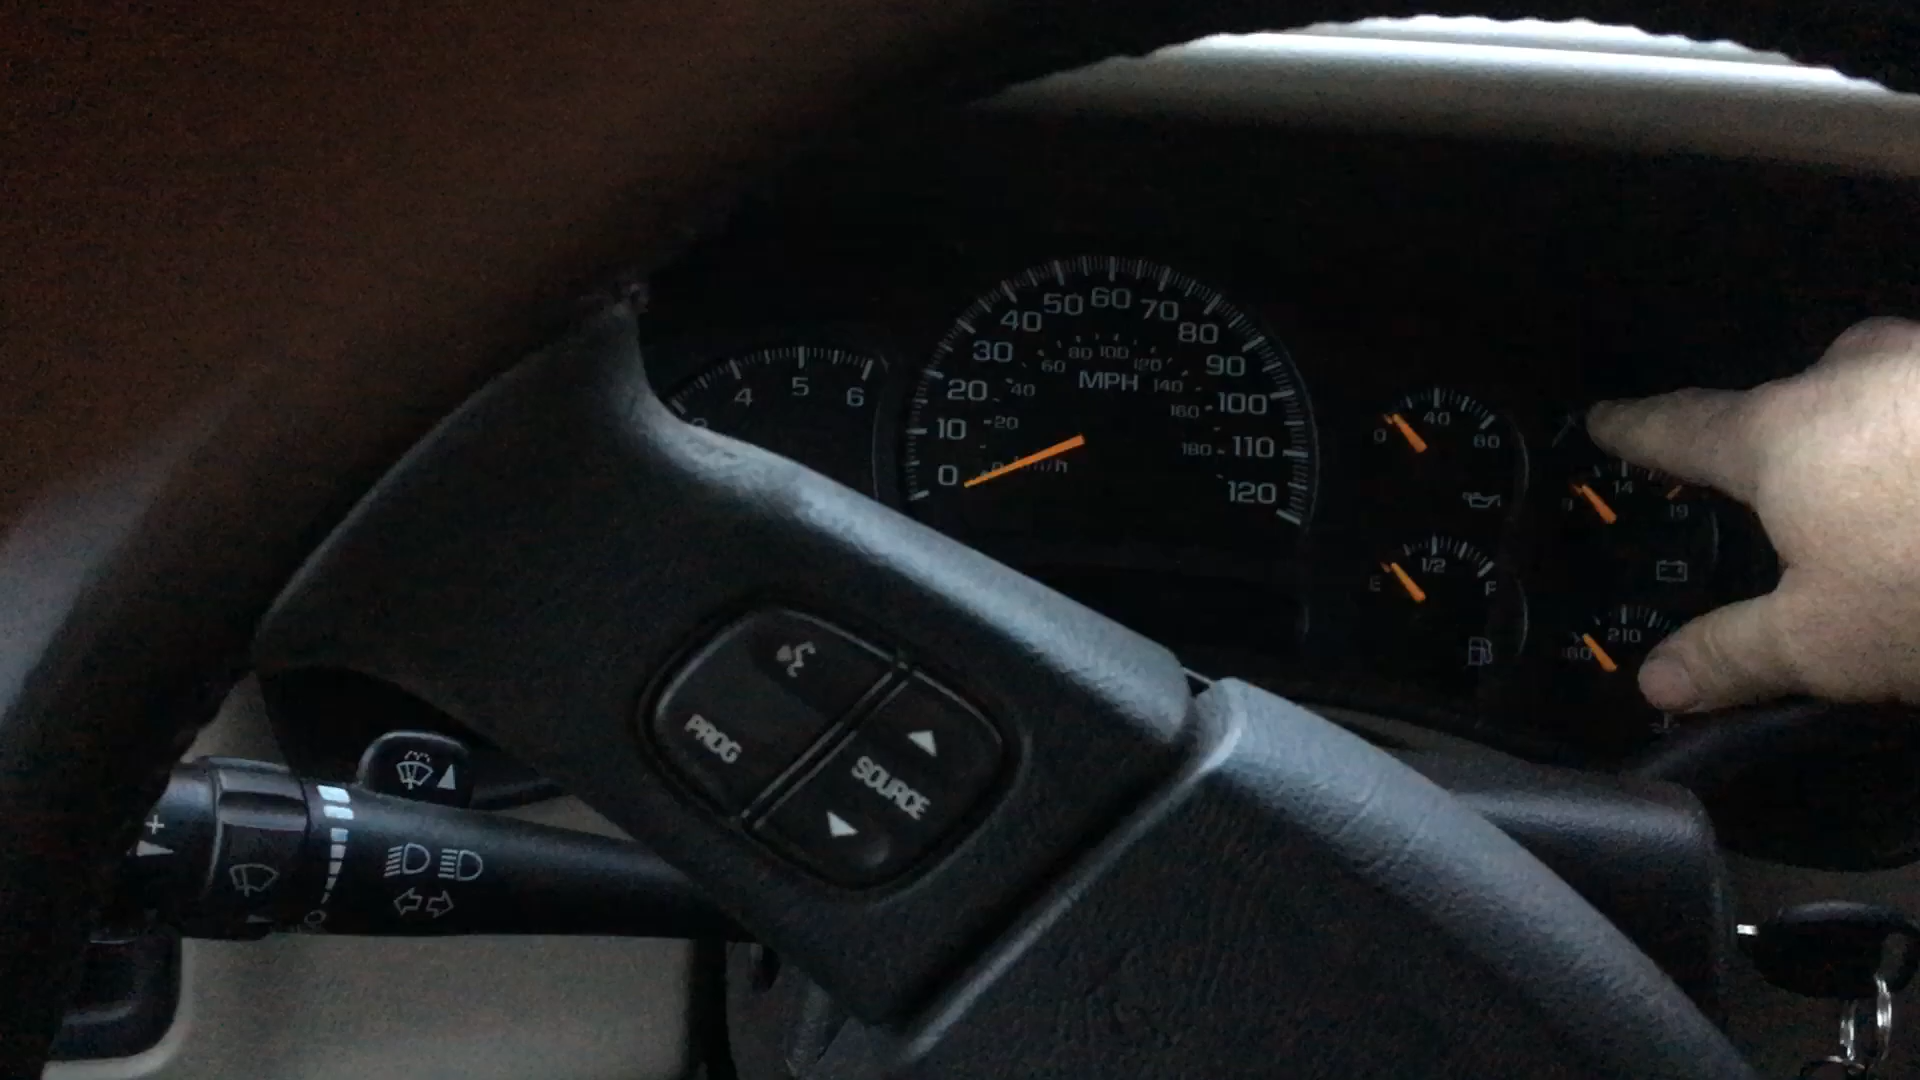 4 5 6
0 10 20 30 40 50 60 70 80 90 100 110 120
20 40 60 80 100 120 140 160 180
MPH
km/h
0 40 80
14 19
E 1/2 F
210
PROG
SOURCE
+